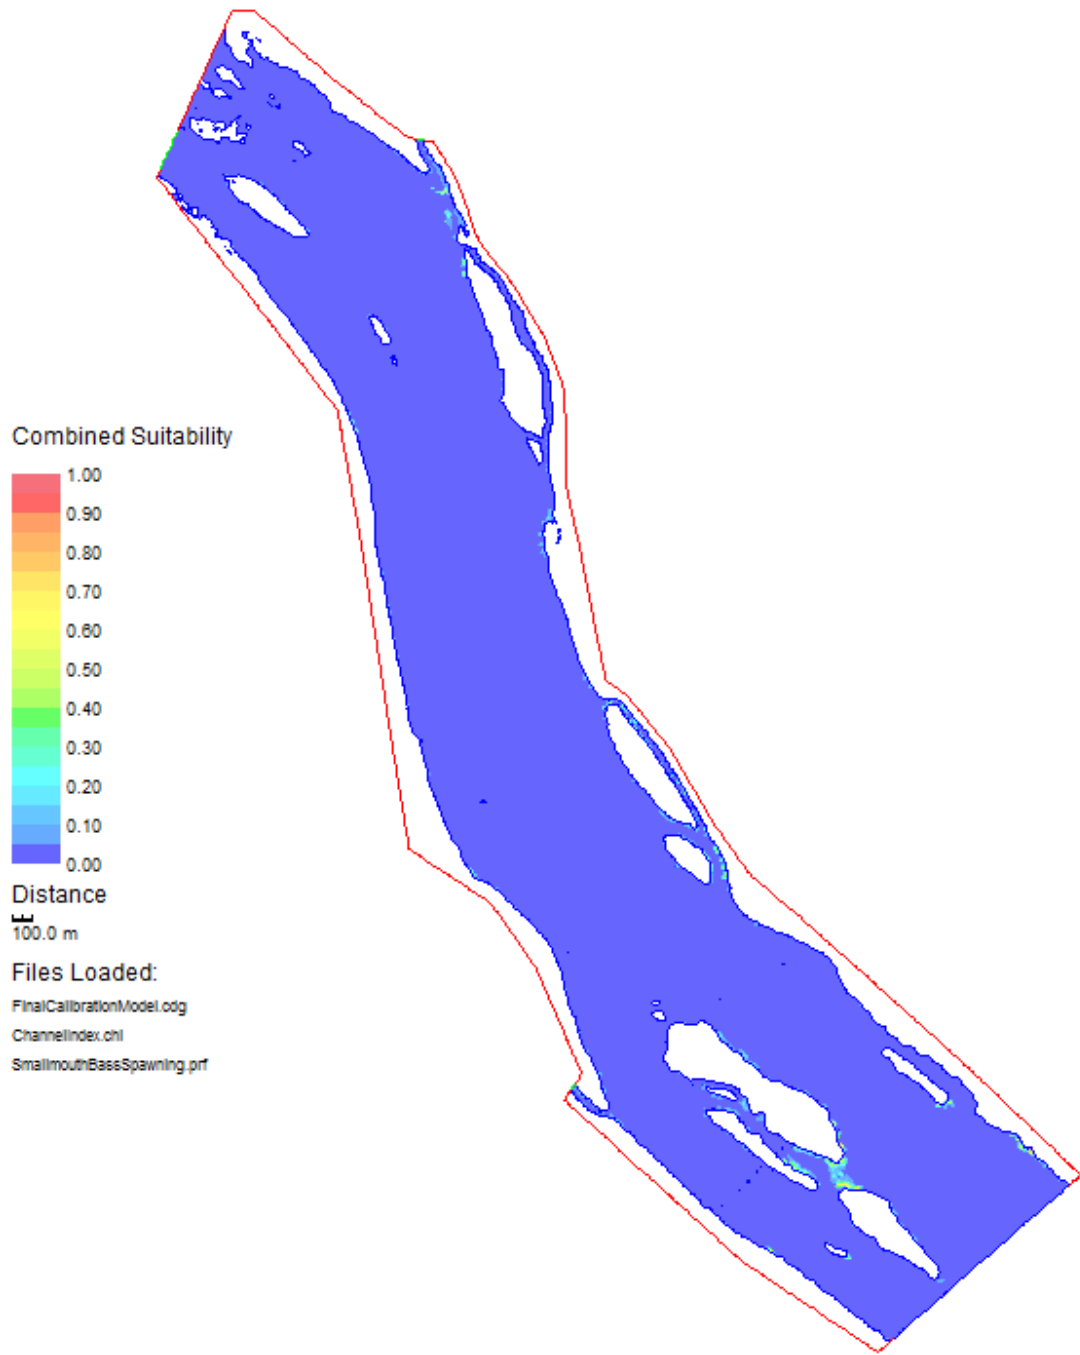 Combined Suitability
1.00
0.90
0.80
0.70
0.60
0.50
0.40
0.30
0.20
0.10
0.00
Distance
100.0 m
Files Loaded:
FinalCalibrationModel.cdg
ChannelIndex.chi
SmallmouthBassSpawning.prf